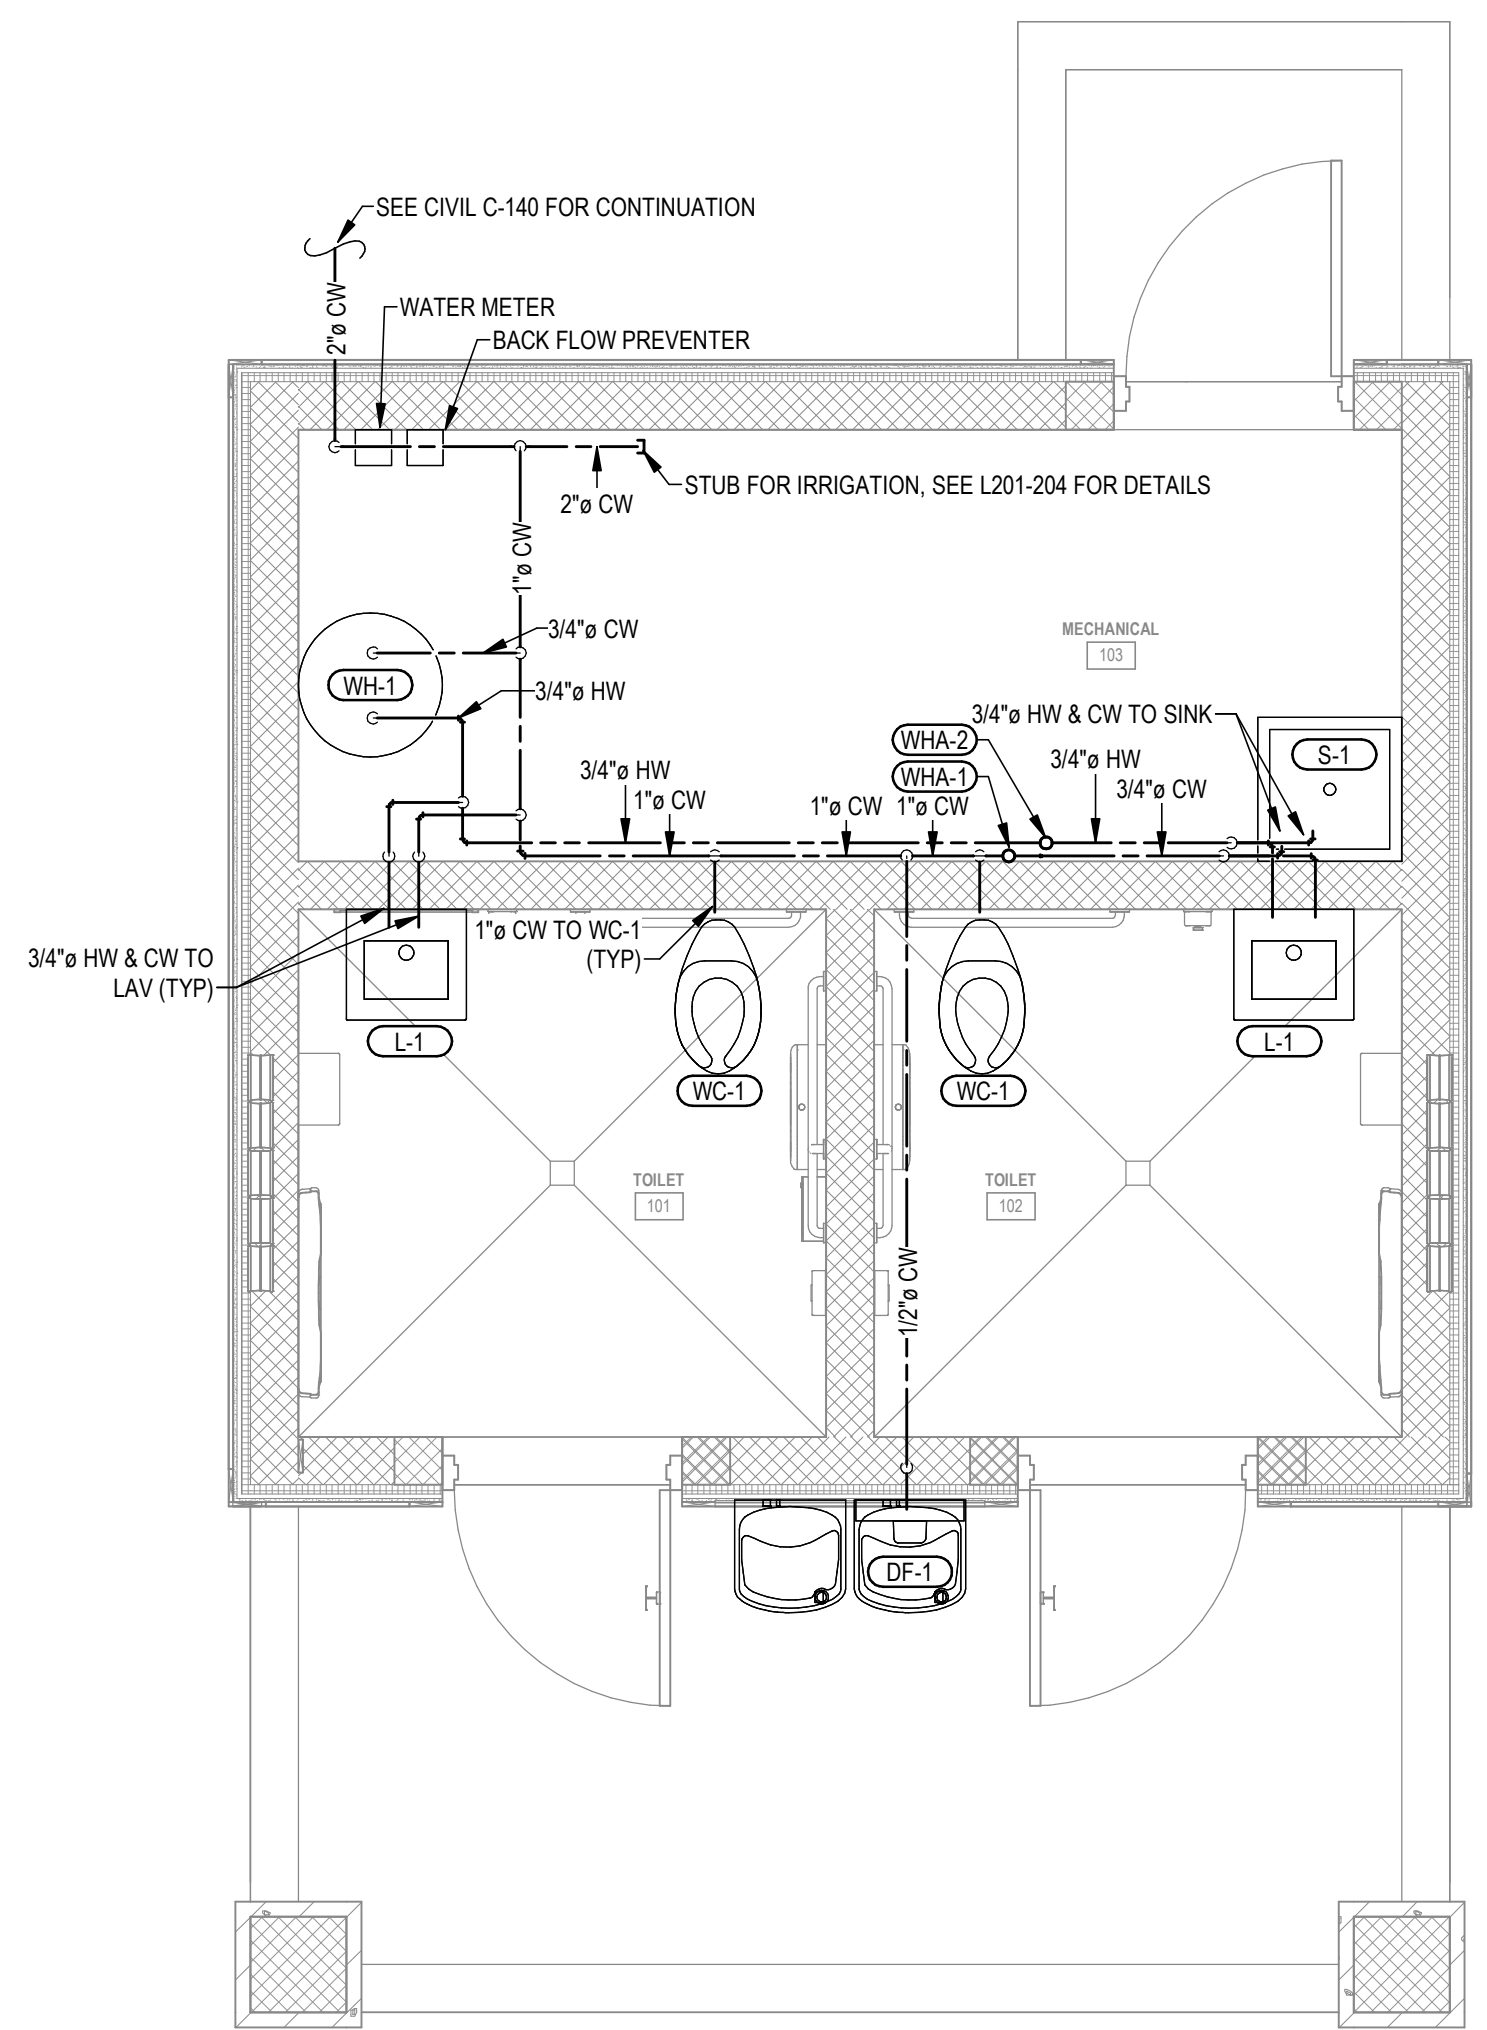 SEE CIVIL C-140 FOR CONTINUATION
2"ø CW
WATER METER
BACK FLOW PREVENTER
STUB FOR IRRIGATION, SEE L201-204 FOR DETAILS
2"ø CW
1"ø CW
3/4"ø CW
MECHANICAL
103
WH-1
3/4"ø HW
3/4"ø HW & CW TO SINK
WHA-2
S-1
3/4"ø HW
WHA-1
3/4"ø HW
3/4"ø CW
1"ø CW
1"ø CW
1"ø CW
1"ø CW TO WC-1
(TYP)
3/4"ø HW & CW TO
LAV (TYP)
L-1
L-1
WC-1
WC-1
TOILET
101
TOILET
102
1/2"ø CW
DF-1